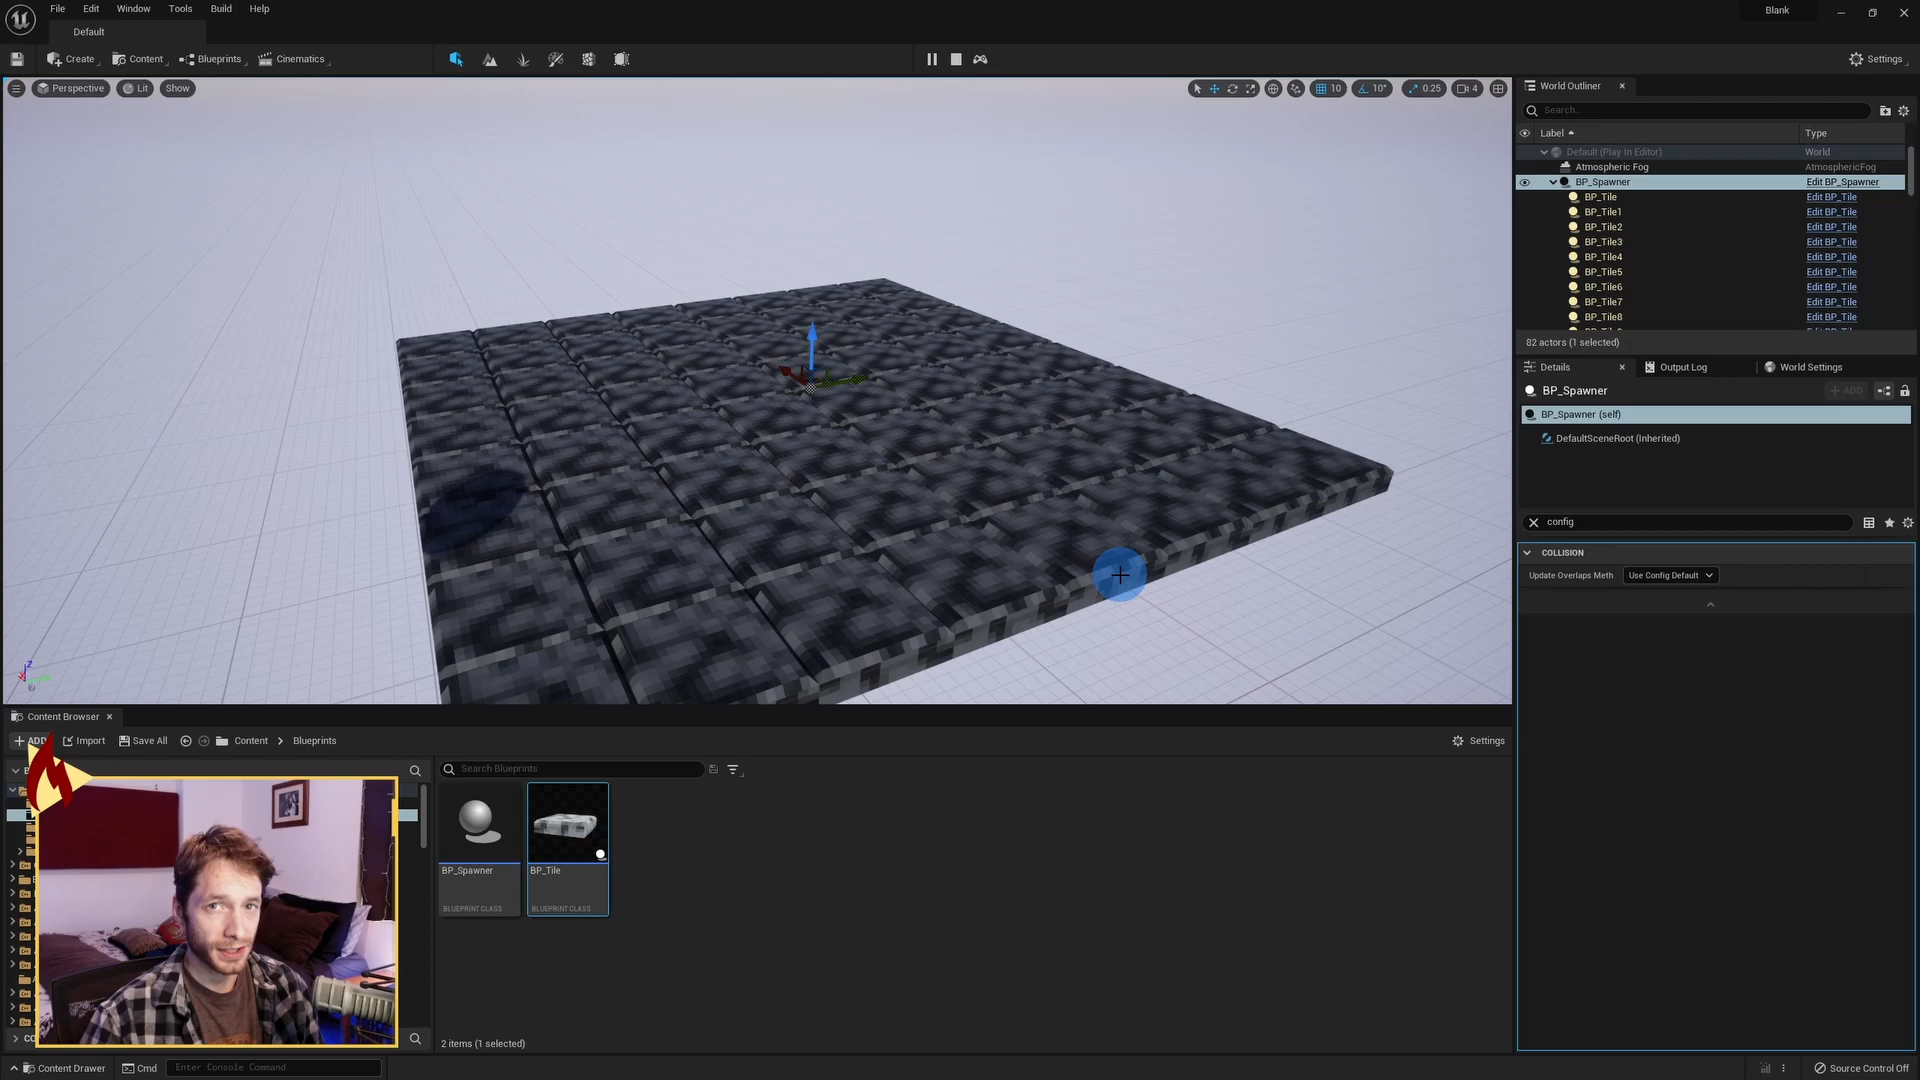 File Edit Window Tools Build Help
Blank
Default
Create Content Blueprints Cinematics
Settings
Perspective Lit Show
10 10° 0.25 4
World Outliner
Search...
Label Type
Default (Play In Editor) World
Atmospheric Fog AtmosphericFog
BP_Spawner Edit BP_Spawner
BP_Tile Edit BP_Tile
BP_Tile1 Edit BP_Tile
BP_Tile2 Edit BP_Tile
BP_Tile3 Edit BP_Tile
BP_Tile4 Edit BP_Tile
BP_Tile5 Edit BP_Tile
BP_Tile6 Edit BP_Tile
BP_Tile7 Edit BP_Tile
BP_Tile8 Edit BP_Tile
82 actors (1 selected)
Details Output Log World Settings
BP_Spawner
+ ADD
BP_Spawner (self)
DefaultSceneRoot (Inherited)
config
COLLISION
Update Overlaps Meth Use Config Default
Z
Content Browser
+ ADD Import Save All Content Blueprints
Settings
Search Blueprints
BP_Spawner
BLUEPRINT CLASS
BP_Tile
BLUEPRINT CLASS
2 items (1 selected)
Content Drawer Cmd Enter Console Command
Source Control Off